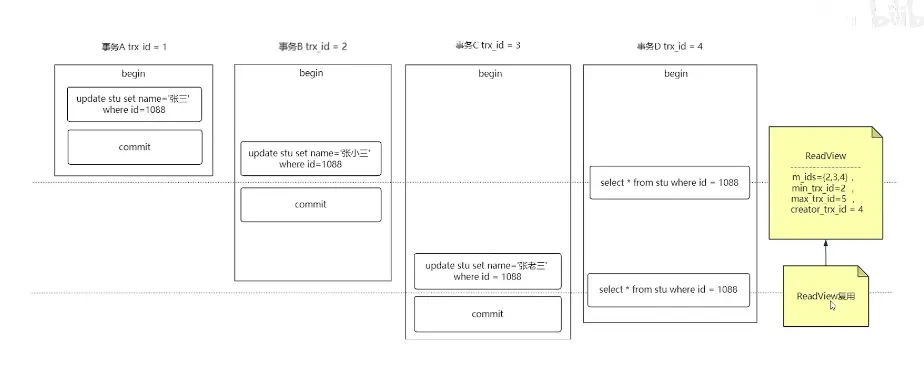 事务A trx id = 1
begin
update stu set name='张三'
where id=1088
commit
事务B trx_id = 2
begin
update stu set name='张小三'
where id=1088
commit
事务C trx_id = 3
begin
update stu set name='张老三'
where id = 1088
commit
事务D trx_id = 4
begin
select * from stu where id = 1088
select * from stu where id = 1088
ReadView
m_ids={2,3,4} ,
min_trx_id=2 ,
max_trx_id=5 ,
creator_trx_id = 4
ReadView复用